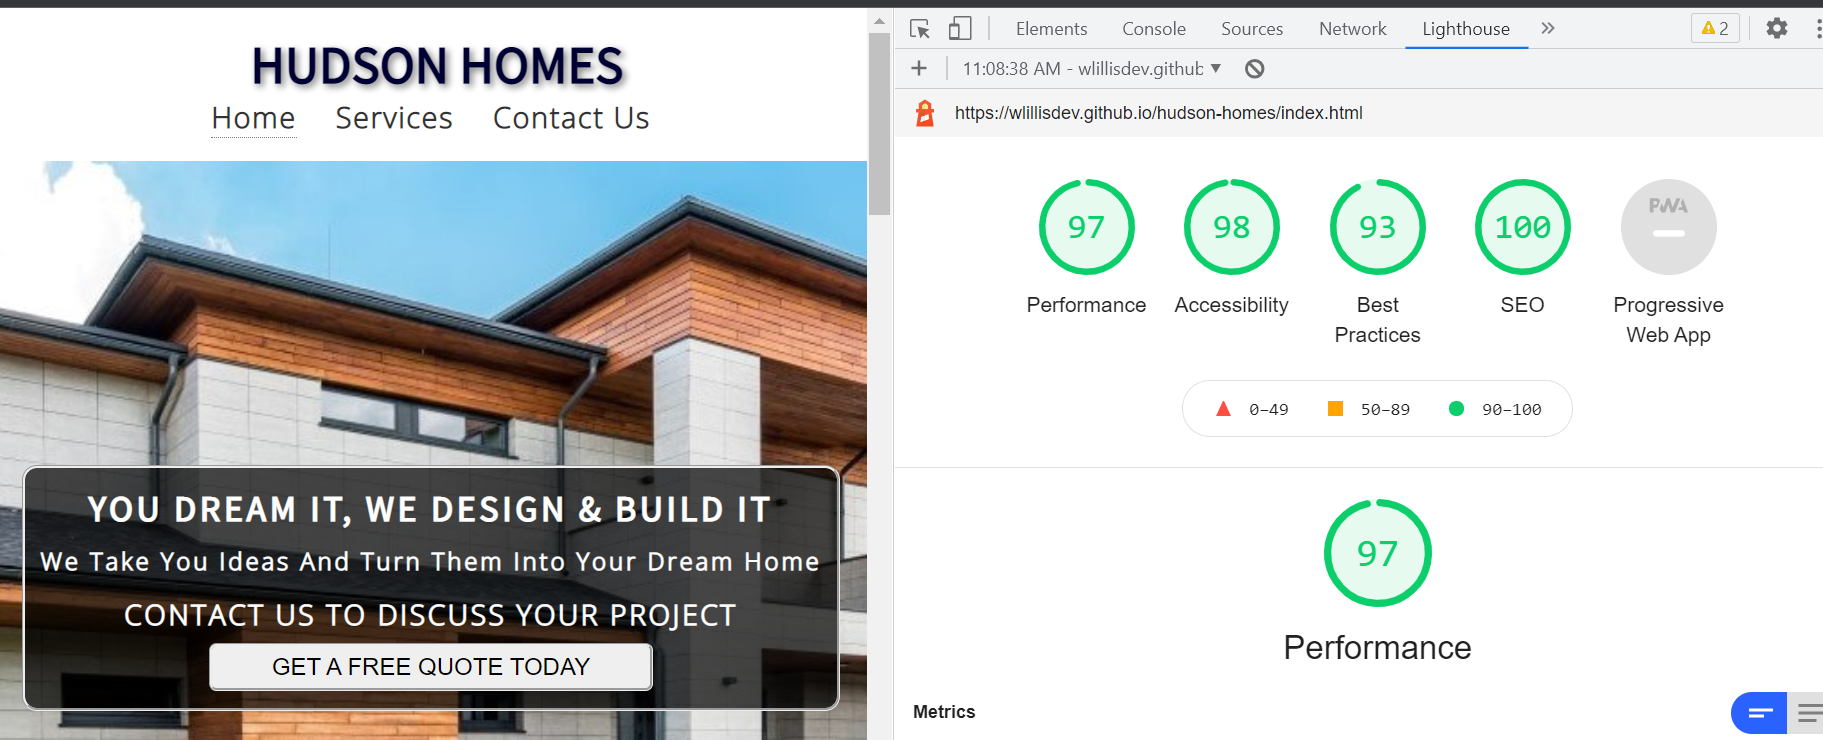 HUDSON HOMES
Home Services Contact Us
YOU DREAM IT, WE DESIGN & BUILD IT
We Take You Ideas And Turn Them Into Your Dream Home
CONTACT US TO DISCUSS YOUR PROJECT
GET A FREE QUOTE TODAY
Elements Console Sources Network Lighthouse 2
11:08:38 AM - wlillisdev.github
https://wlillisdev.github.io/hudson-homes/index.html
97 98 93 100 PWA
Performance Accessibility Best Practices SEO Progressive Web App
0–49 50–89 90–100
97
Performance
Metrics